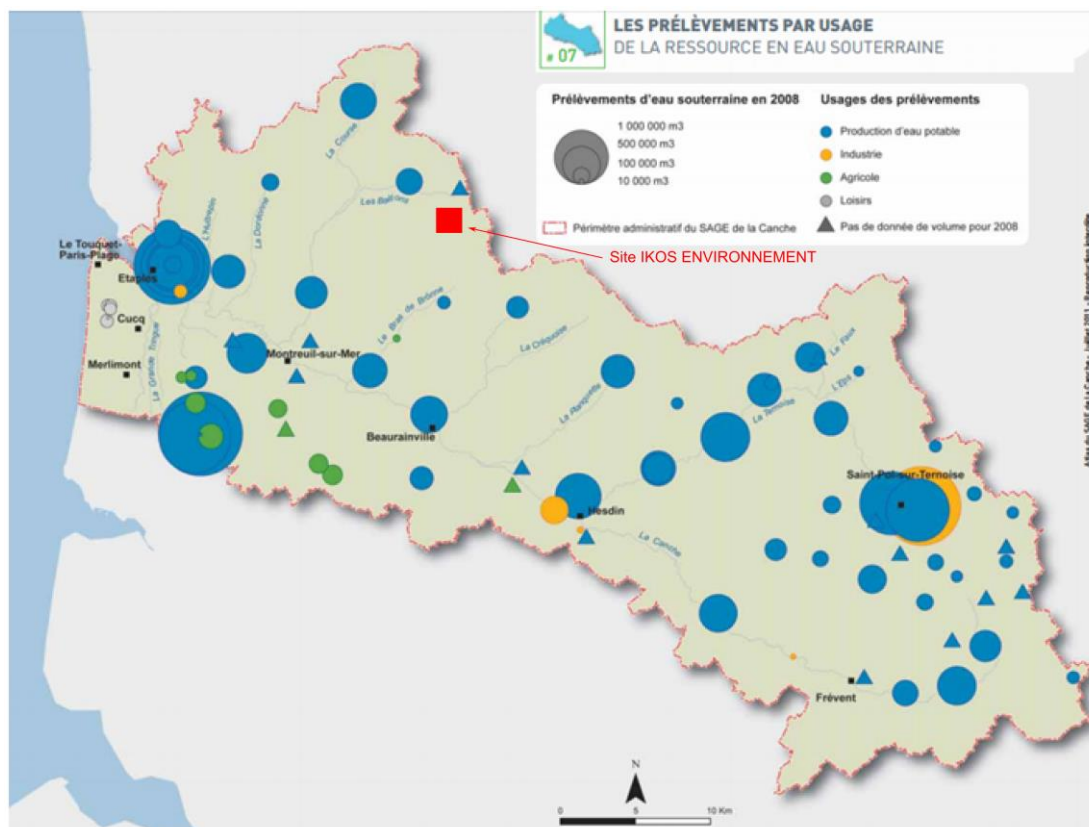 LES PRÉLÈVEMENTS PAR USAGE
DE LA RESSOURCE EN EAU SOUTERRAINE
# 07
Prélèvements d'eau souterraine en 2008
1 000 000 m3
500 000 m3
100 000 m3
10 000 m3
Usages des prélèvements
Production d'eau potable
Industrie
Agricole
Loisirs
Périmètre administratif du SAGE de la Canche
Pas de donnée de volume pour 2008
Site IKOS ENVIRONNEMENT
La Course
Les Baillons
L'Huitrepin
La Dordonne
Le Touquet-
Paris-Plage
Etaples
Cucq
Merlimont
La Grande Tringue
Montreuil-sur-Mer
Le Bras de Brônne
La Créquoise
Beaurainville
La Planquette
La Ternoise
Le Faux
L'Eps
Saint-Pol-sur-Ternoise
Hesdin
La Canche
Frévent
N
0 5 10 Km